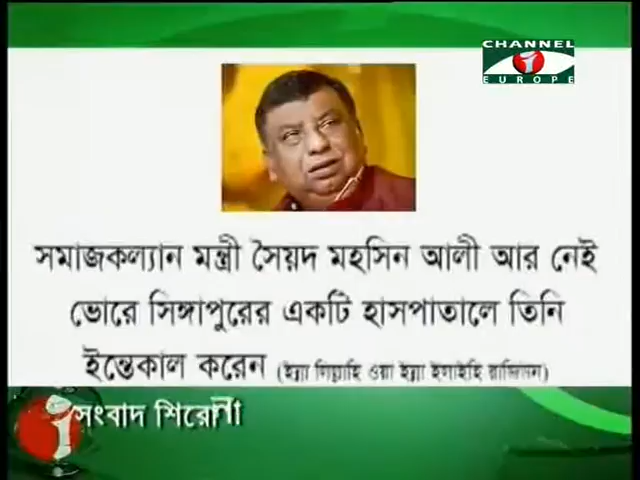 CHANNEL
i
EUROPE
সমাজকল্যান মন্ত্রী সৈয়দ মহসিন আলী আর নেই
ভোরে সিঙ্গাপুরের একটি হাসপাতালে তিনি
ইন্তেকাল করেন (ইন্না লিল্লাহি ওয়া ইন্না ইলাইহি রাজিউন)
i
সংবাদ শিরোনাম